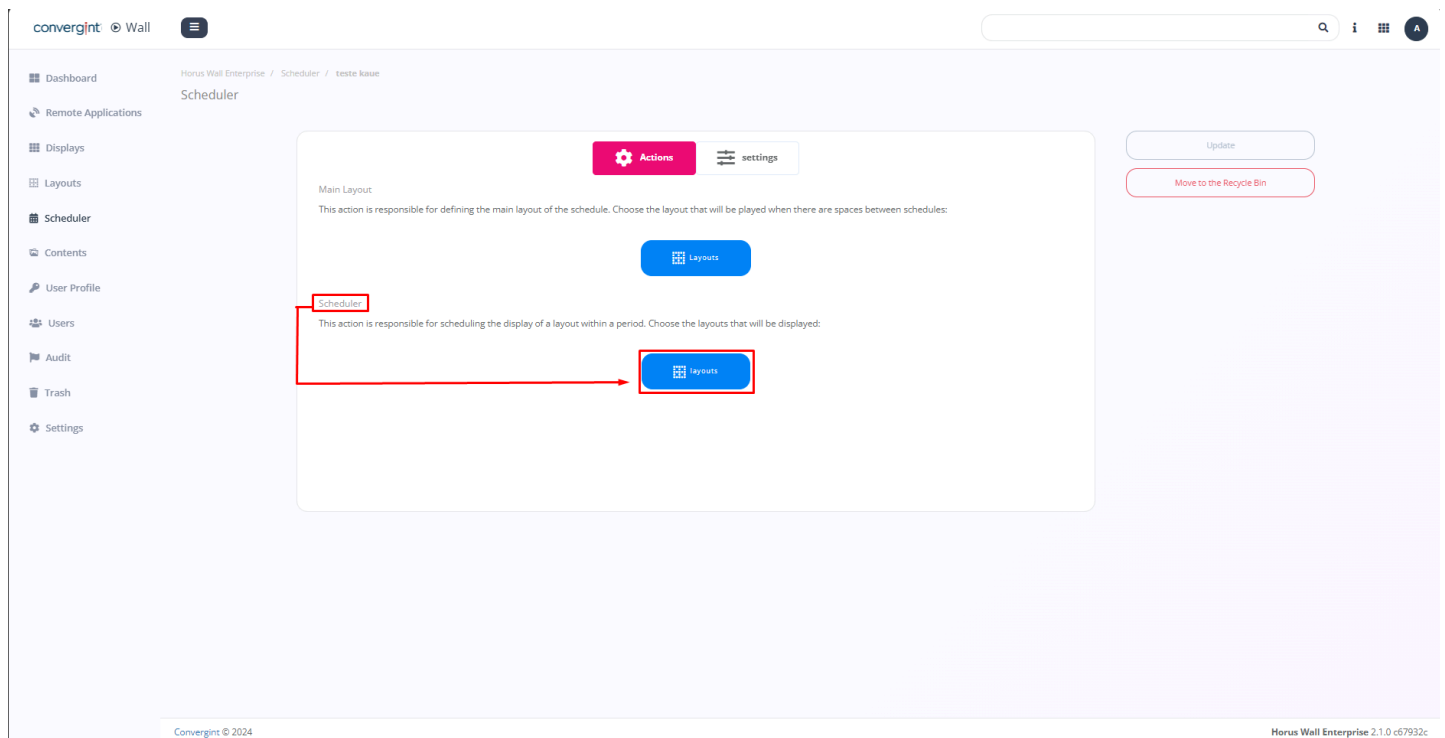 convergint Wall
A
Dashboard
Remote Applications
Displays
Layouts
Scheduler
Contents
User Profile
Users
Audit
Trash
Settings
Horus Wall Enterprise / Scheduler / teste kaue
Scheduler
Actions
settings
Main Layout
This action is responsible for defining the main layout of the schedule. Choose the layout that will be played when there are spaces between schedules:
Layouts
Scheduler
This action is responsible for scheduling the display of a layout within a period. Choose the layouts that will be displayed:
layouts
Update
Move to the Recycle Bin
Convergint © 2024
Horus Wall Enterprise 2.1.0 c67932c